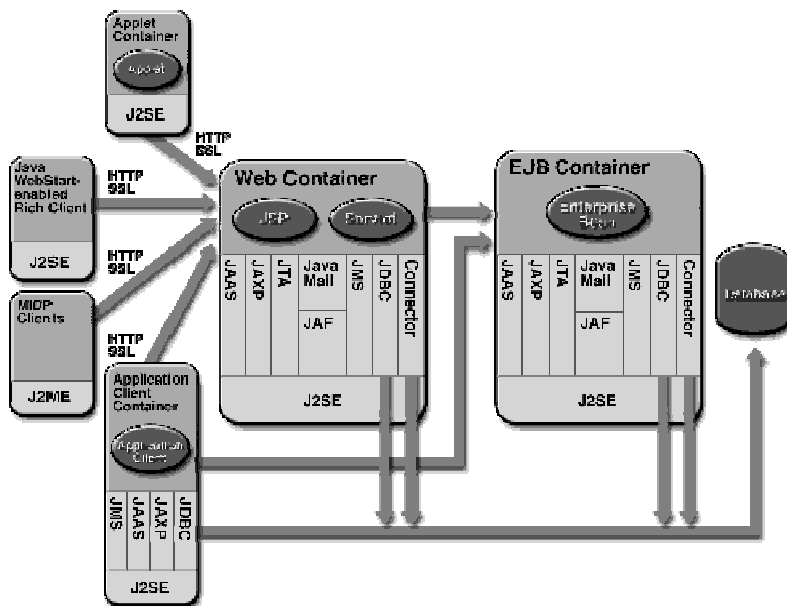 Applet
Container
Applet
J2SE
HTTP
SSL
Java
WebStart-
enabled
Rich Client
J2SE
HTTP
SSL
Web Container
JSP
Servlet
JAAS
JAXP
JTA
Java
Mail
JAF
JMS
JDBC
Connector
J2SE
EJB Container
Enterprise
Bean
JAAS
JAXP
JTA
Java
Mail
JAF
JMS
JDBC
Connector
J2SE
Database
HTTP
SSL
MIDP
Clients
J2ME
HTTP
SSL
Application
Client
Container
Application
Client
JMS
JAAS
JAXP
JDBC
J2SE